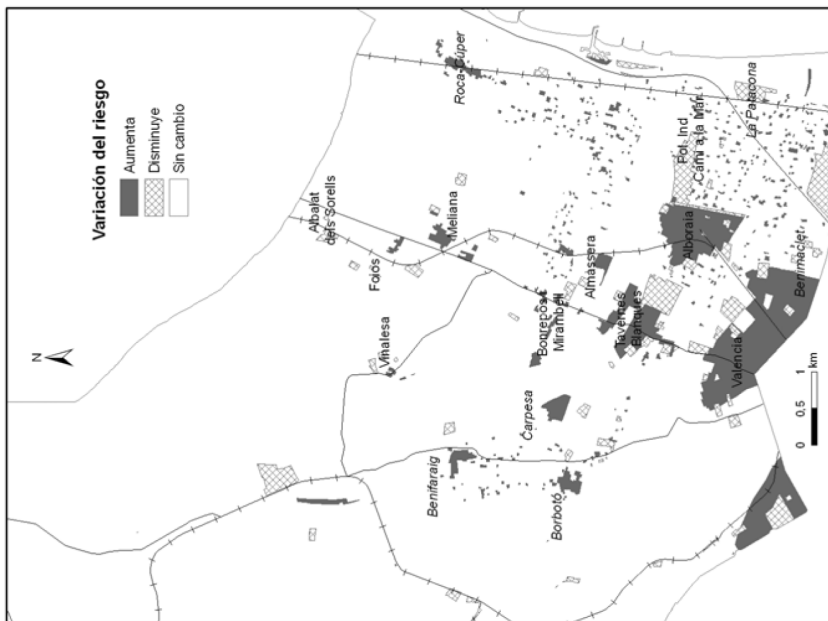 N
Variación del riesgo
Aumenta
Disminuye
Sin cambio
Roca-Cúper
Albalat
dels Sorells
Foios
Meliana
Vinalesa
Bonrepòs i
Mirambell
Almàssera
Pol. Ind
Camí a la Mar
La Patacona
Alboraia
Tavernes
Blanques
Carpesa
Benifaraig
Borbotó
Valencia
Benimaclet
0 0,5 1
km